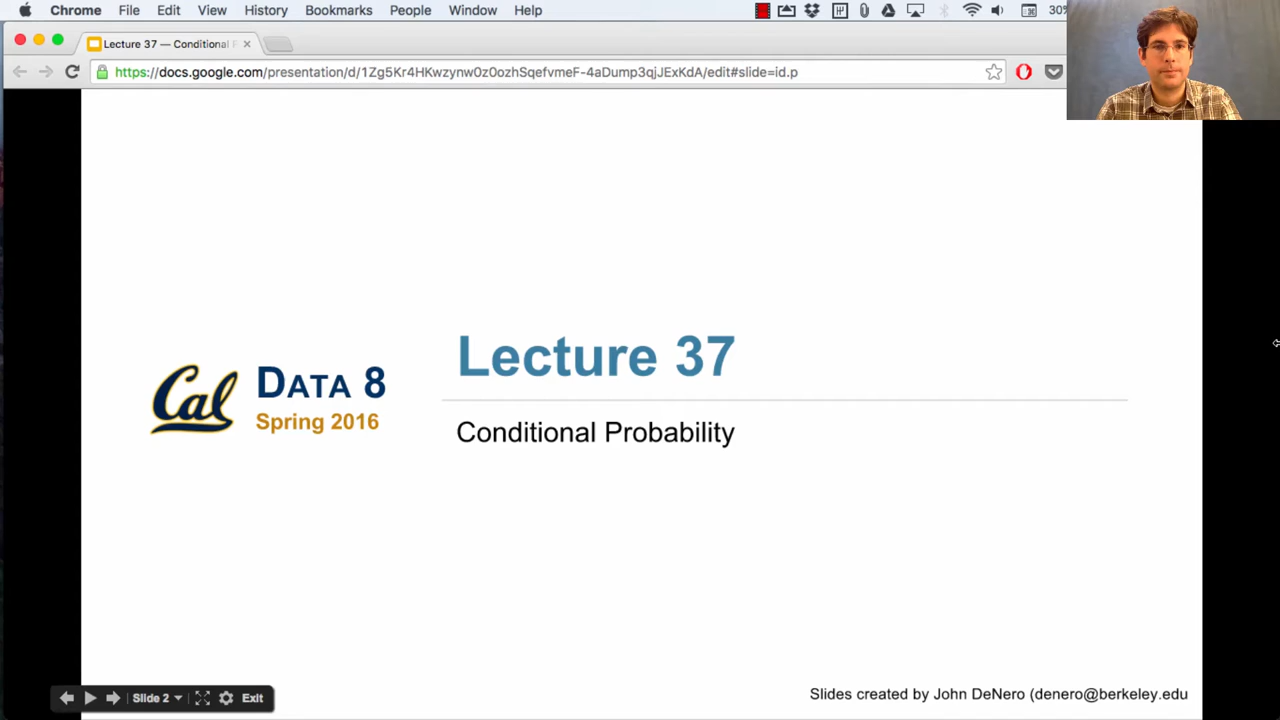 Chrome File Edit View History Bookmarks People Window Help 30%
Lecture 37 — Conditional P
https://docs.google.com/presentation/d/1Zg5Kr4HKwzynw0z0ozhSqefvmeF-4aDump3qjJExKdA/edit#slide=id.p
Lecture 37
Cal DATA 8
Spring 2016
Conditional Probability
Slide 2 Exit
Slides created by John DeNero (denero@berkeley.edu